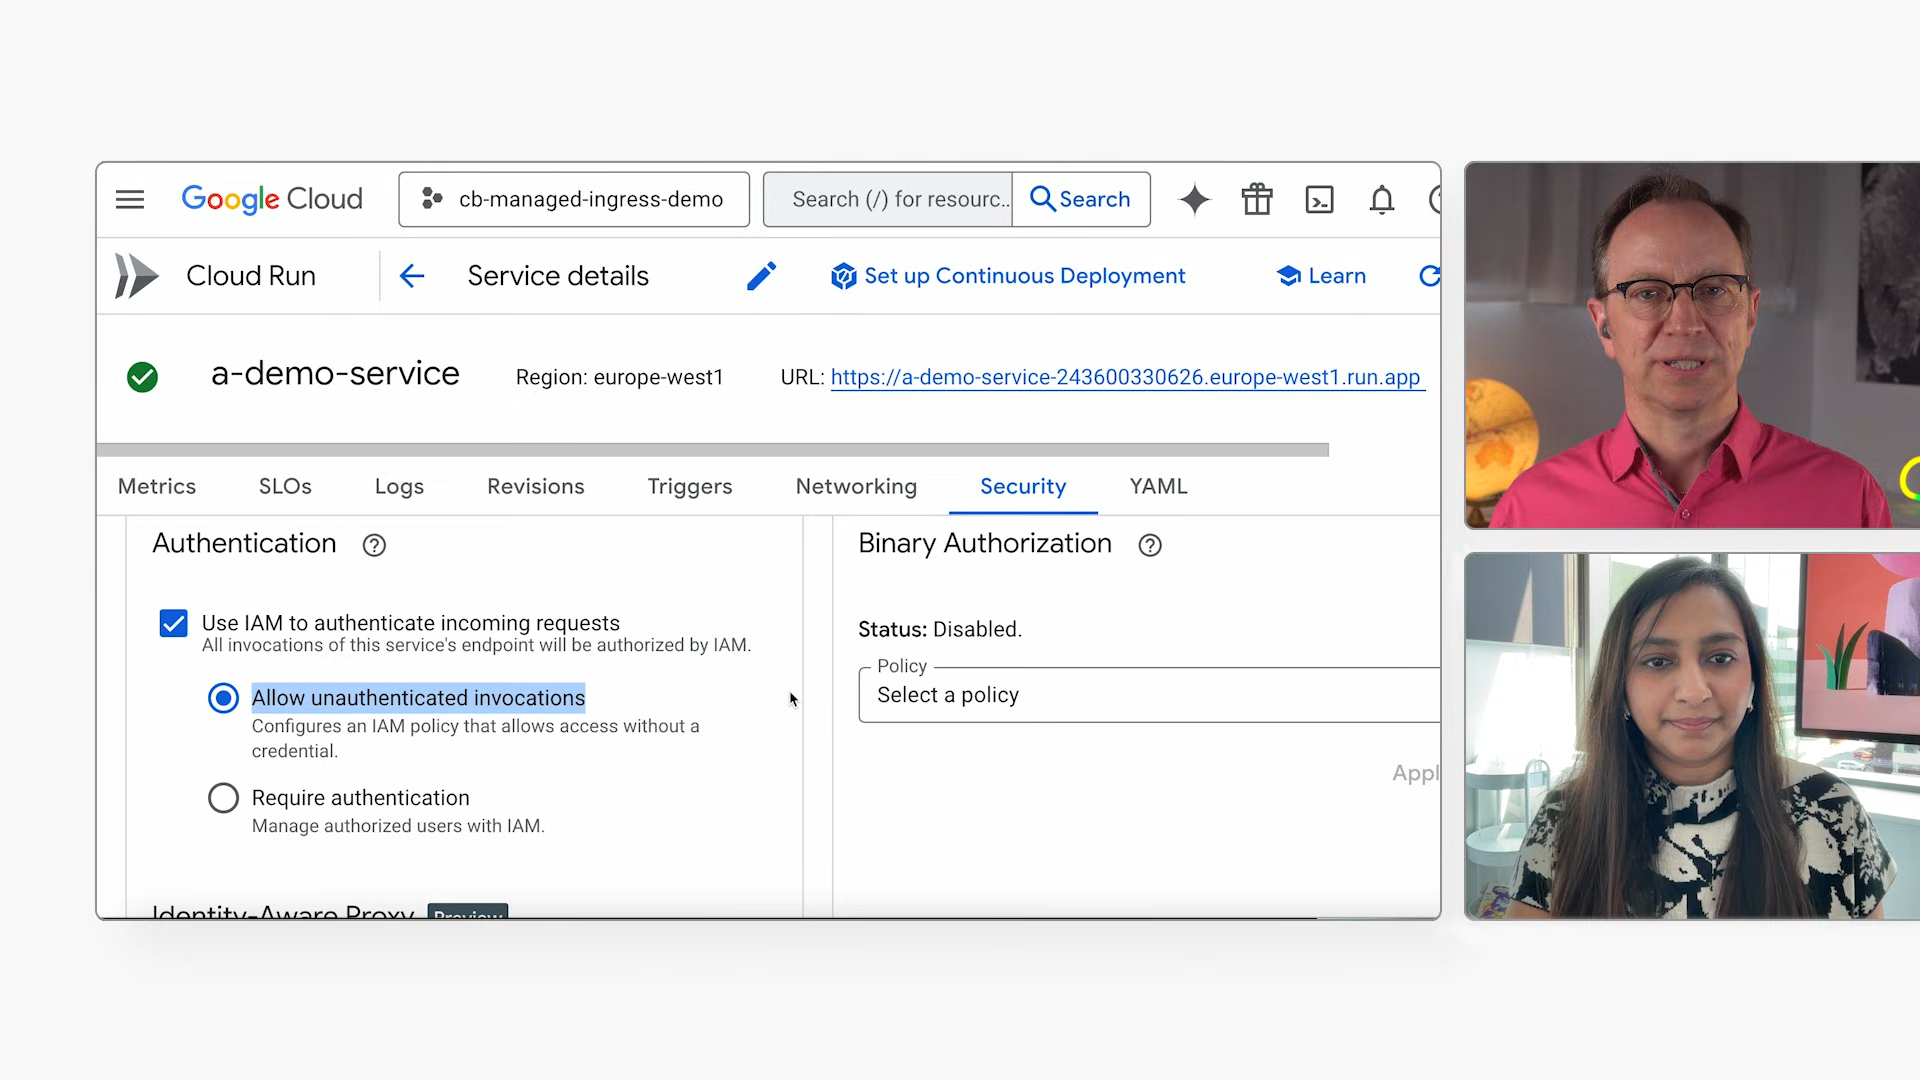 Google Cloud
cb-managed-ingress-demo
Search (/) for resourc..
Search
Cloud Run
Service details
Set up Continuous Deployment
Learn
a-demo-service
Region: europe-west1
URL: https://a-demo-service-243600330626.europe-west1.run.app
Metrics
SLOs
Logs
Revisions
Triggers
Networking
Security
YAML
Authentication
Use IAM to authenticate incoming requests
All invocations of this service's endpoint will be authorized by IAM.
Allow unauthenticated invocations
Configures an IAM policy that allows access without a
credential.
Require authentication
Manage authorized users with IAM.
Identity-Aware Proxy
Preview
Binary Authorization
Status: Disabled.
Policy
Select a policy
Appl